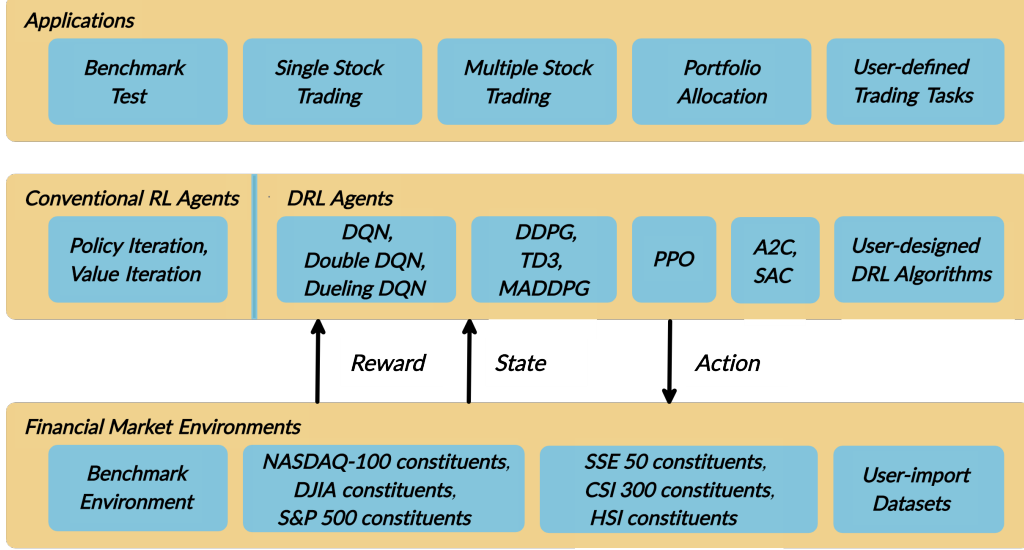 Applications
Benchmark
Test
Single Stock
Trading
Multiple Stock
Trading
Portfolio
Allocation
User-defined
Trading Tasks
Conventional RL Agents
DRL Agents
Policy Iteration,
Value Iteration
DQN,
Double DQN,
Dueling DQN
DDPG,
TD3,
MADDPG
PPO
A2C,
SAC
User-designed
DRL Algorithms
Reward
State
Action
Financial Market Environments
Benchmark
Environment
NASDAQ-100 constituents,
DJIA constituents,
S&P 500 constituents
SSE 50 constituents,
CSI 300 constituents,
HSI constituents
User-import
Datasets